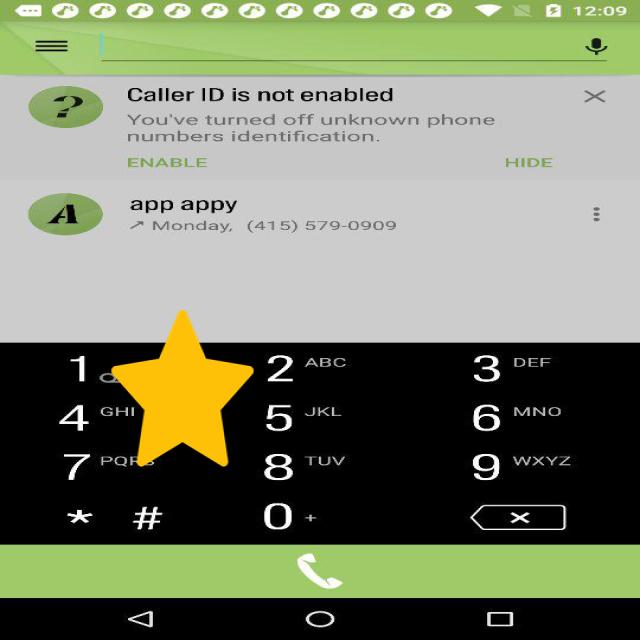 12:09
Caller ID is not enabled
You've turned off unknown phone
numbers identification.
ENABLE HIDE
app appy
Monday, (415) 579-0909
1 2 ABC 3 DEF
4 GHI 5 JKL 6 MNO
7 PQRS 8 TUV 9 WXYZ
* # 0 +